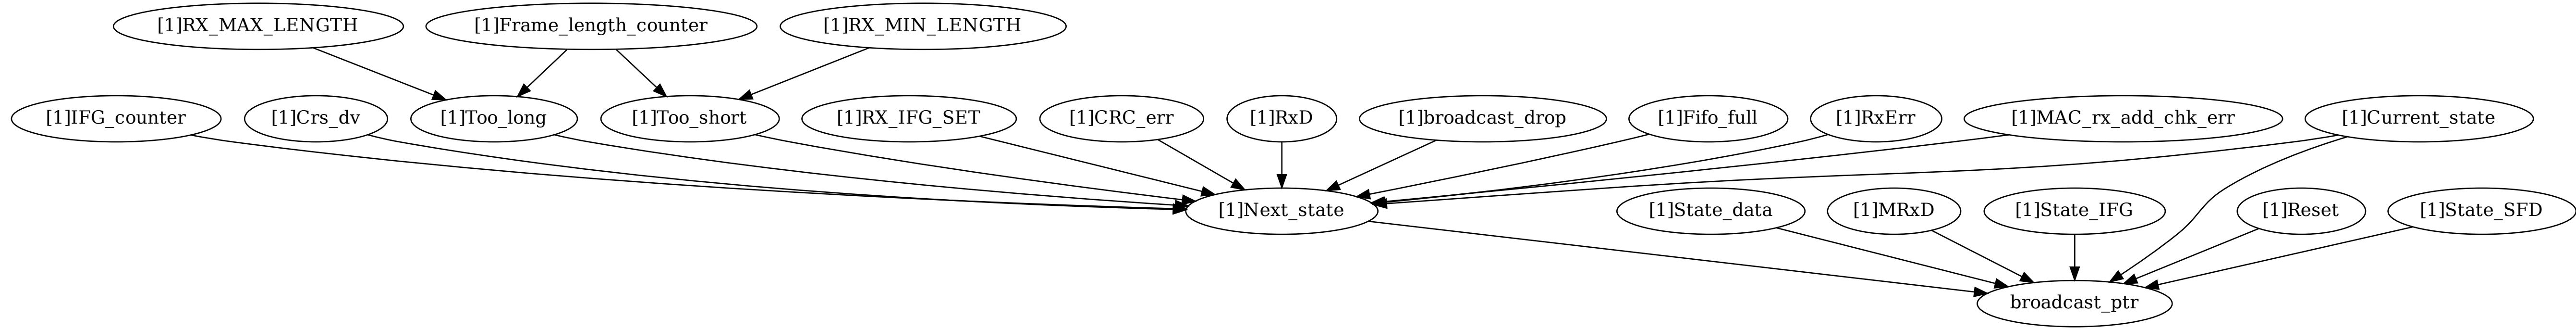 [1]RX_MAX_LENGTH
[1]Frame_length_counter
[1]RX_MIN_LENGTH
[1]IFG_counter
[1]Crs_dv
[1]Too_long
[1]Too_short
[1]RX_IFG_SET
[1]CRC_err
[1]RxD
[1]broadcast_drop
[1]Fifo_full
[1]RxErr
[1]MAC_rx_add_chk_err
[1]Current_state
[1]Next_state
[1]State_data
[1]MRxD
[1]State_IFG
[1]Reset
[1]State_SFD
broadcast_ptr